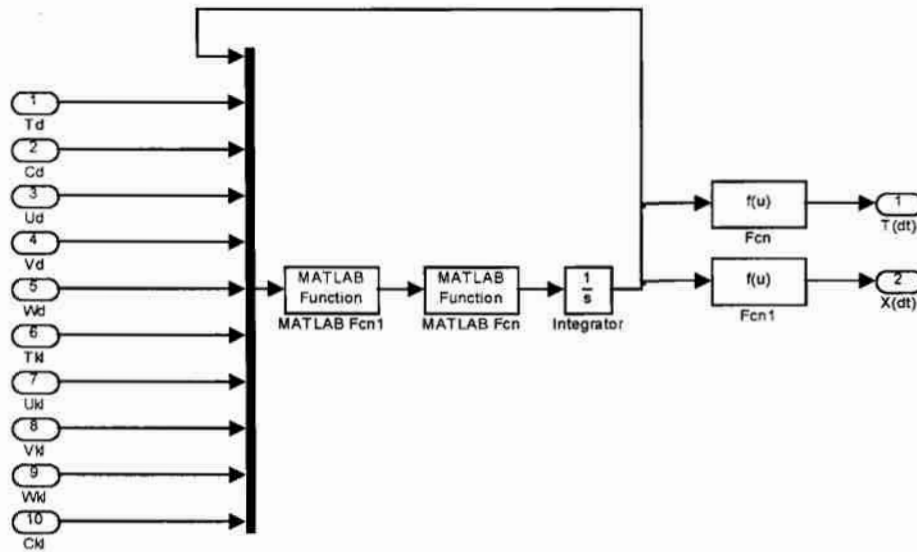 1
Td
2
Cd
3
Ud
4
Vd
5
Wd
6
Tkl
7
Ukl
8
Vkl
9
Wkl
10
Ckl
MATLAB
Function
MATLAB Fcn1
MATLAB
Function
MATLAB Fcn
1
s
Integrator
f(u)
Fcn
1
T(dt)
f(u)
Fcn1
2
X(dt)